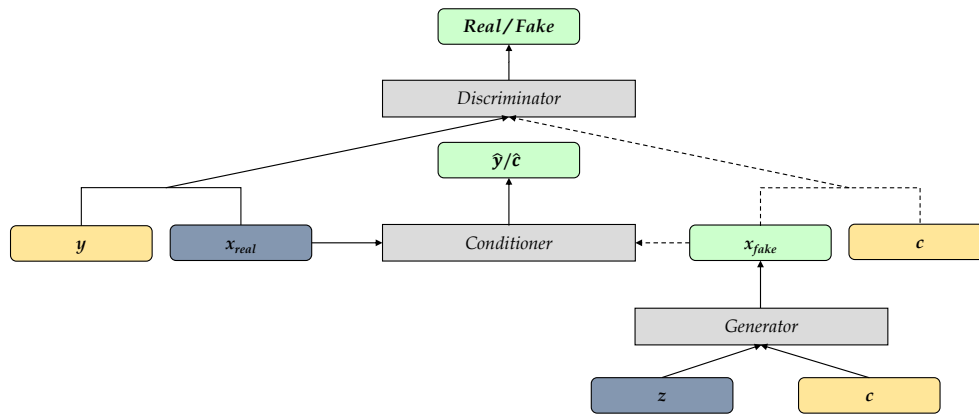 Real / Fake
Discriminator
ŷ/ĉ
y
x_real
Conditioner
x_fake
c
Generator
z
c